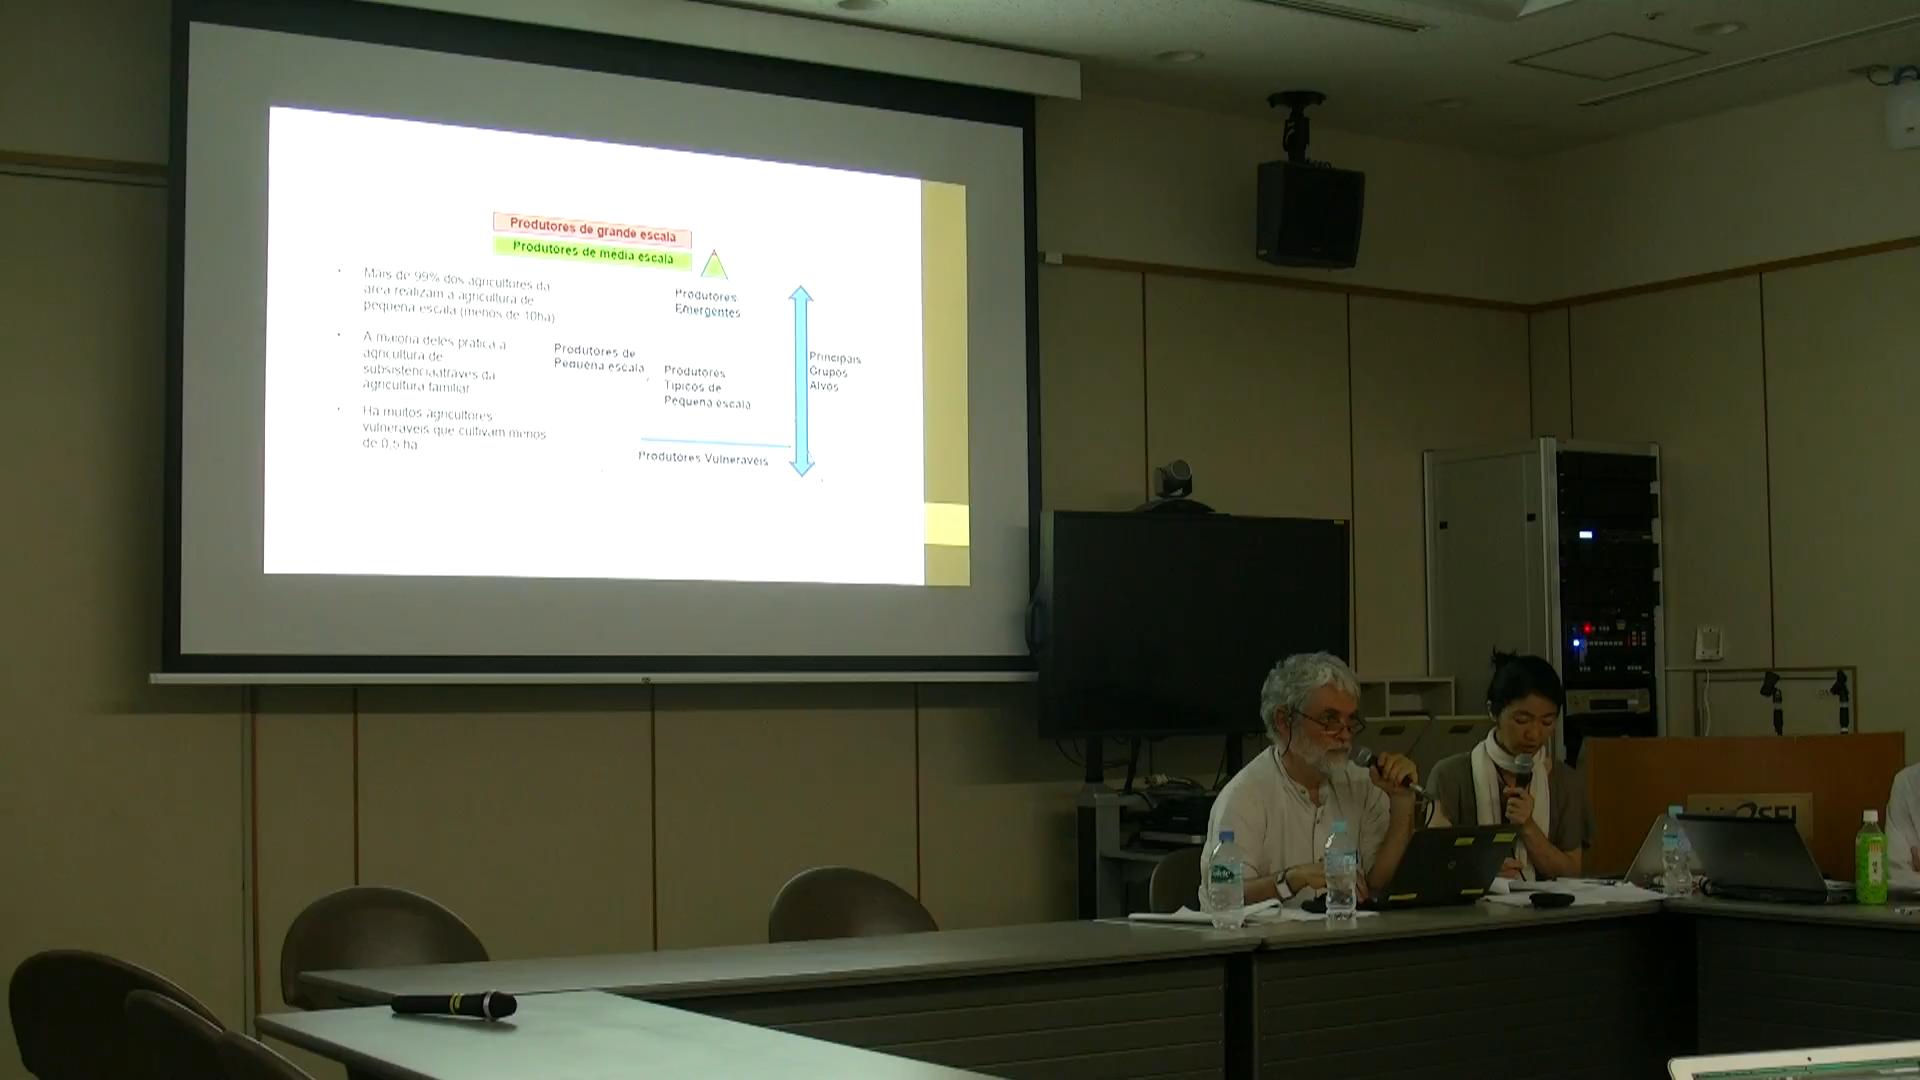 Produtores de grande escala
Produtores de média escala
Mais de 99% dos agricultores da
área realizam a agricultura de
pequena escala (menos de 10ha)
A maioria deles pratica a
agricultura de
subsistênciaatravés da
agricultura familiar
Há muitos agricultores
vulneráveis que cultivam menos
de 0,5 ha
Produtores de
Pequena escala
Produtores
Emergentes
Produtores
Típicos de
Pequena escala
Produtores Vulneráveis
Principais
Grupos
Alvos